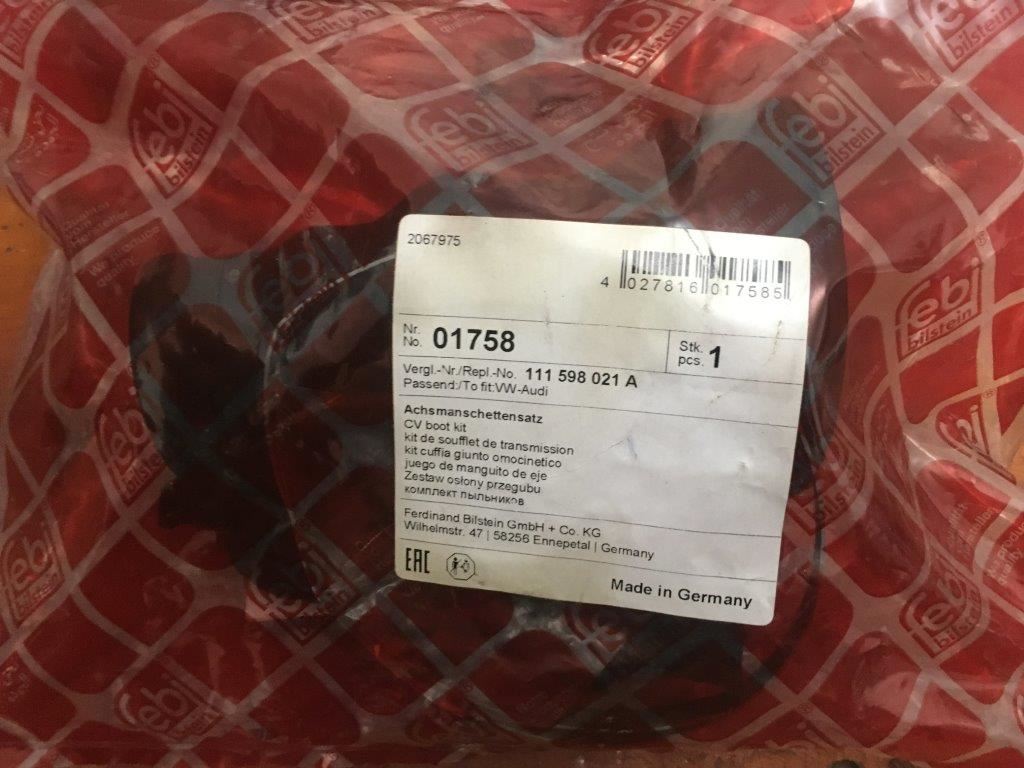 febi
bilstein
2067975
4 027816 017585
Nr.
No. 01758
Stk.
pcs. 1
Vergl.-Nr./Repl.-No. 111 598 021 A
Passend:/To fit:VW-Audi
Achsmanschettensatz
CV boot kit
kit de soufflet de transmission
kit cuffia giunto omocinetico
juego de manguito de eje
Zestaw osłony przegubu
комплект пыльников
Ferdinand Bilstein GmbH + Co. KG
Wilhelmstr. 47 | 58256 Ennepetal | Germany
EAC
Made in Germany